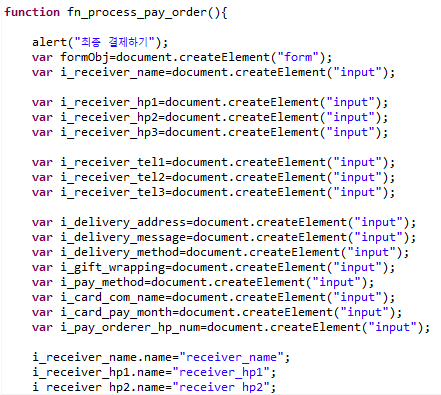 function fn_process_pay_order(){
alert("최종 결제하기");
var formObj=document.createElement("form");
var i_receiver_name=document.createElement("input");
var i_receiver_hp1=document.createElement("input");
var i_receiver_hp2=document.createElement("input");
var i_receiver_hp3=document.createElement("input");
var i_receiver_tel1=document.createElement("input");
var i_receiver_tel2=document.createElement("input");
var i_receiver_tel3=document.createElement("input");
var i_delivery_address=document.createElement("input");
var i_delivery_message=document.createElement("input");
var i_delivery_method=document.createElement("input");
var i_gift_wrapping=document.createElement("input");
var i_pay_method=document.createElement("input");
var i_card_com_name=document.createElement("input");
var i_card_pay_month=document.createElement("input");
var i_pay_orderer_hp_num=document.createElement("input");
i_receiver_name.name="receiver_name";
i_receiver_hp1.name="receiver_hp1";
i_receiver_hp2.name="receiver_hp2";